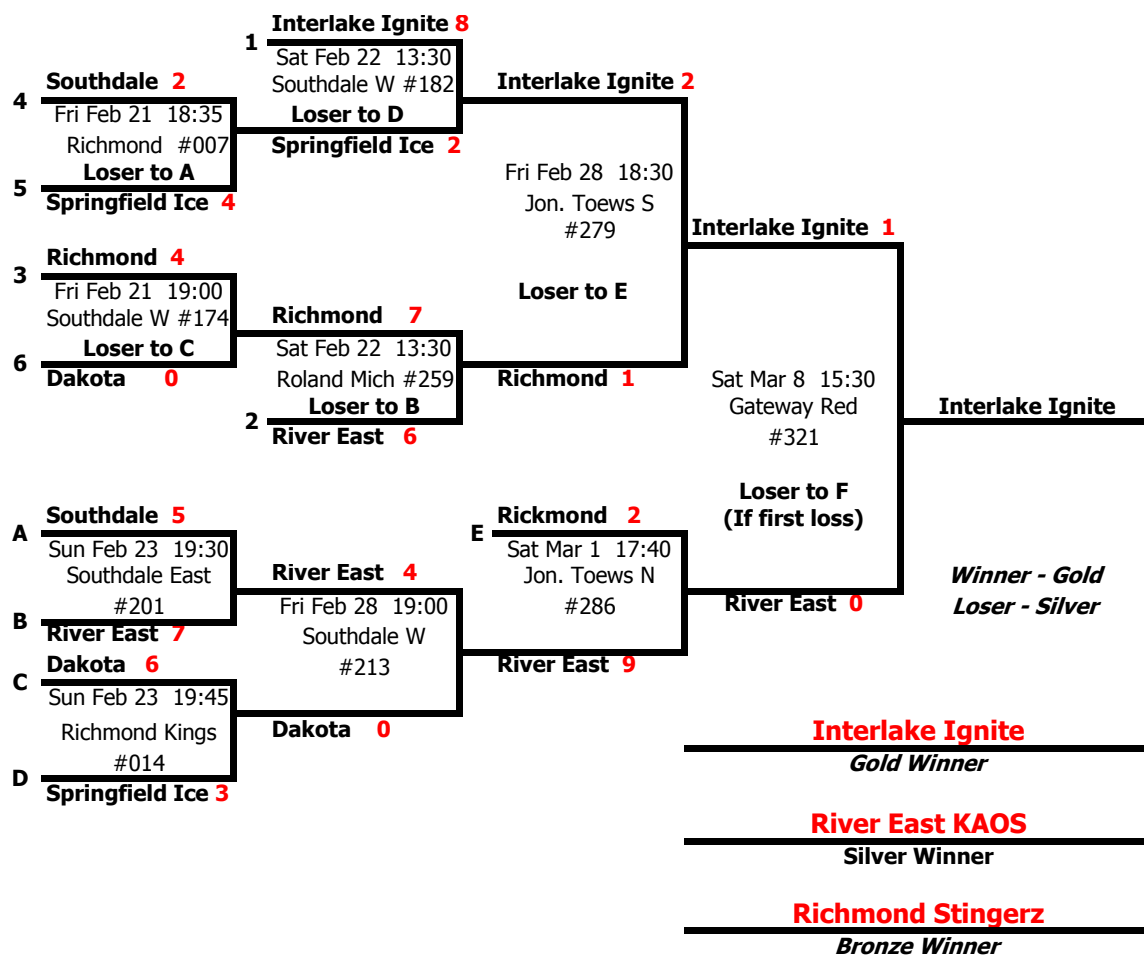 Interlake Ignite 8
1
Sat Feb 22 13:30
Southdale W #182
Loser to D
Springfield Ice 2
Southdale 2
4
Fri Feb 21 18:35
Richmond #007
Loser to A
5
Springfield Ice 4
Interlake Ignite 2
Fri Feb 28 18:30
Jon. Toews S
#279
Loser to E
Richmond 1
Richmond 4
3
Fri Feb 21 19:00
Southdale W #174
Loser to C
6
Dakota 0
Richmond 7
Sat Feb 22 13:30
Roland Mich #259
Loser to B
2
River East 6
Interlake Ignite 1
Sat Mar 8 15:30
Gateway Red
#321
Loser to F
(If first loss)
River East 0
Interlake Ignite
Winner - Gold
Loser - Silver
Southdale 5
A
Sun Feb 23 19:30
Southdale East
#201
B
River East 7
Dakota 6
C
Sun Feb 23 19:45
Richmond Kings
#014
D
Springfield Ice 3
River East 4
Fri Feb 28 19:00
Southdale W
#213
Dakota 0
Rickmond 2
E
Sat Mar 1 17:40
Jon. Toews N
#286
River East 9
Interlake Ignite
Gold Winner
River East KAOS
Silver Winner
Richmond Stingerz
Bronze Winner